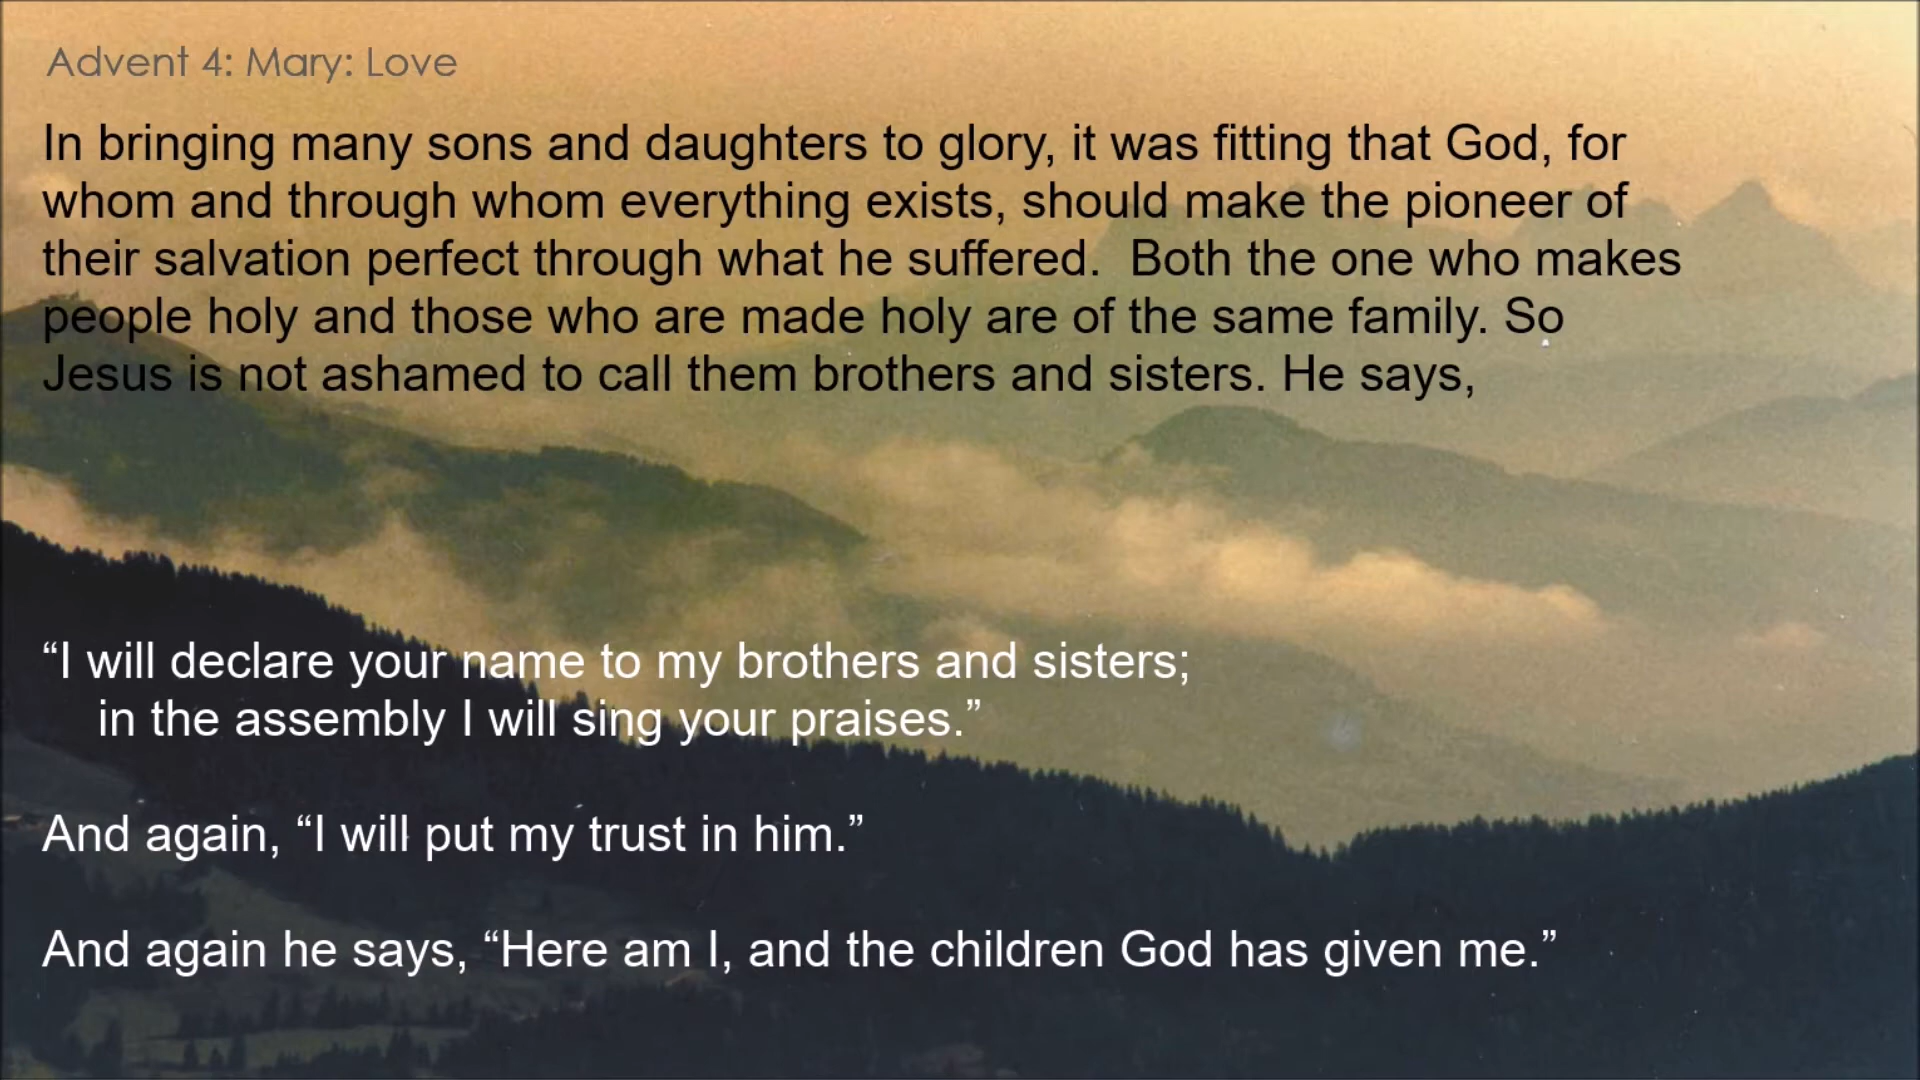 Advent 4: Mary: Love
In bringing many sons and daughters to glory, it was fitting that God, for
whom and through whom everything exists, should make the pioneer of
their salvation perfect through what he suffered.  Both the one who makes
people holy and those who are made holy are of the same family. So
Jesus is not ashamed to call them brothers and sisters. He says,
“I will declare your name to my brothers and sisters;
in the assembly I will sing your praises.”
And again, “I will put my trust in him.”
And again he says, “Here am I, and the children God has given me.”